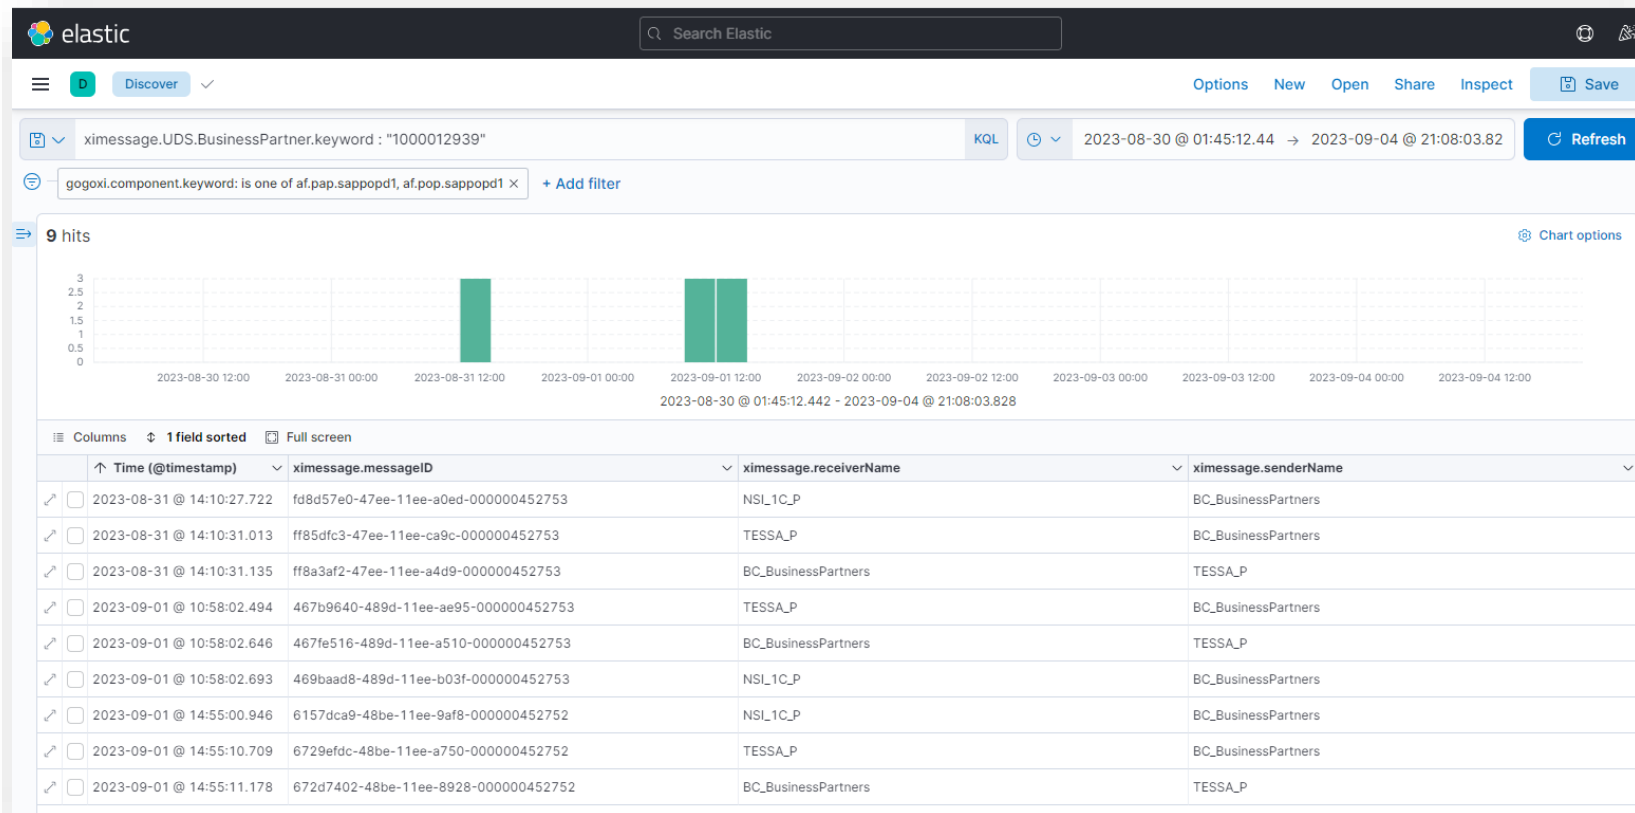 elastic
Search Elastic
D Discover Options New Open Share Inspect Save
ximessage.UDS.BusinessPartner.keyword : "1000012939" KQL 2023-08-30 @ 01:45:12.44 → 2023-09-04 @ 21:08:03.82 Refresh
gogoxi.component.keyword: is one of af.pap.sappopd1, af.pop.sappopd1 × + Add filter
9 hits Chart options
3
2.5
2
1.5
1
0.5
0
2023-08-30 12:00 2023-08-31 00:00 2023-08-31 12:00 2023-09-01 00:00 2023-09-01 12:00 2023-09-02 00:00 2023-09-02 12:00 2023-09-03 00:00 2023-09-03 12:00 2023-09-04 00:00 2023-09-04 12:00
2023-08-30 @ 01:45:12.442 - 2023-09-04 @ 21:08:03.828
Columns 1 field sorted Full screen
Time (@timestamp) ximessage.messageID ximessage.receiverName ximessage.senderName
2023-08-31 @ 14:10:27.722 fd8d57e0-47ee-11ee-a0ed-000000452753 NSI_1C_P BC_BusinessPartners
2023-08-31 @ 14:10:31.013 ff85dfc3-47ee-11ee-ca9c-000000452753 TESSA_P BC_BusinessPartners
2023-08-31 @ 14:10:31.135 ff8a3af2-47ee-11ee-a4d9-000000452753 BC_BusinessPartners TESSA_P
2023-09-01 @ 10:58:02.494 467b9640-489d-11ee-ae95-000000452753 TESSA_P BC_BusinessPartners
2023-09-01 @ 10:58:02.646 467fe516-489d-11ee-a510-000000452753 BC_BusinessPartners TESSA_P
2023-09-01 @ 10:58:02.693 469baad8-489d-11ee-b03f-000000452753 NSI_1C_P BC_BusinessPartners
2023-09-01 @ 14:55:00.946 6157dca9-48be-11ee-9af8-000000452752 NSI_1C_P BC_BusinessPartners
2023-09-01 @ 14:55:10.709 6729efdc-48be-11ee-a750-000000452752 TESSA_P BC_BusinessPartners
2023-09-01 @ 14:55:11.178 672d7402-48be-11ee-8928-000000452752 BC_BusinessPartners TESSA_P